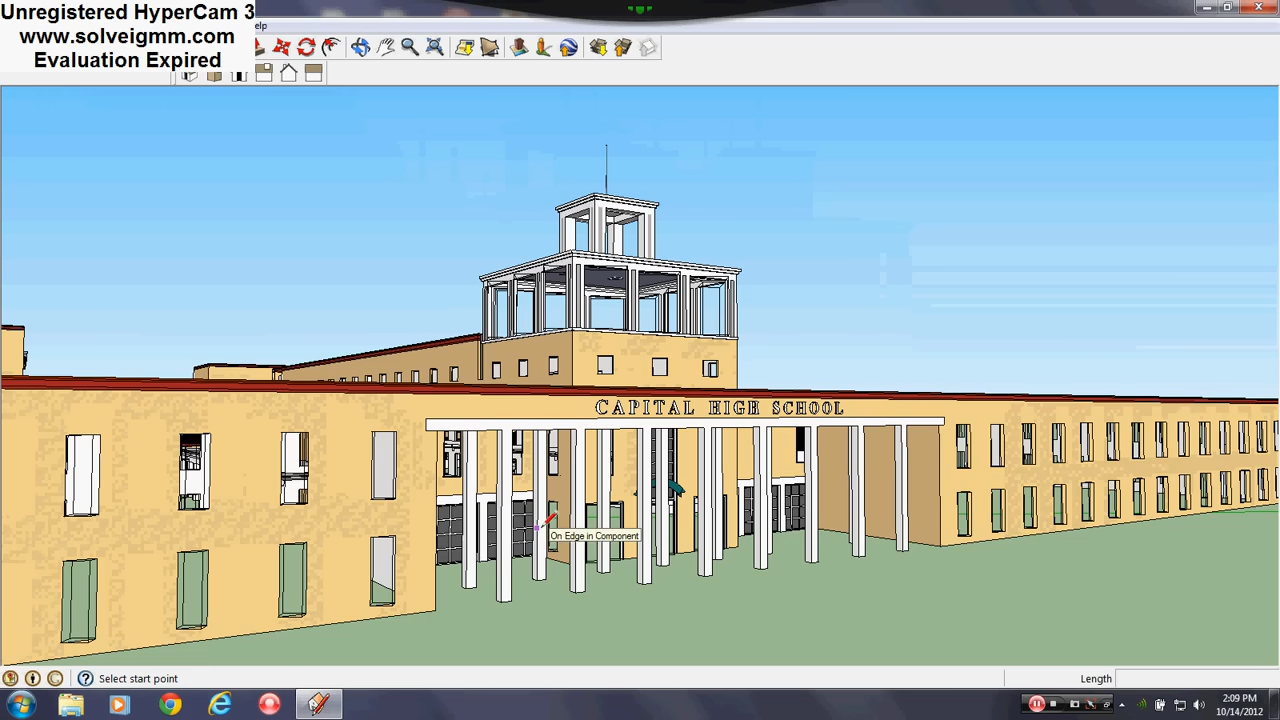 Unregistered HyperCam 3
www.solveigmm.com
Evaluation Expired
elp
CAPITAL HIGH SCHOOL
On Edge in Component
Select start point
Length
2:09 PM
10/14/2012